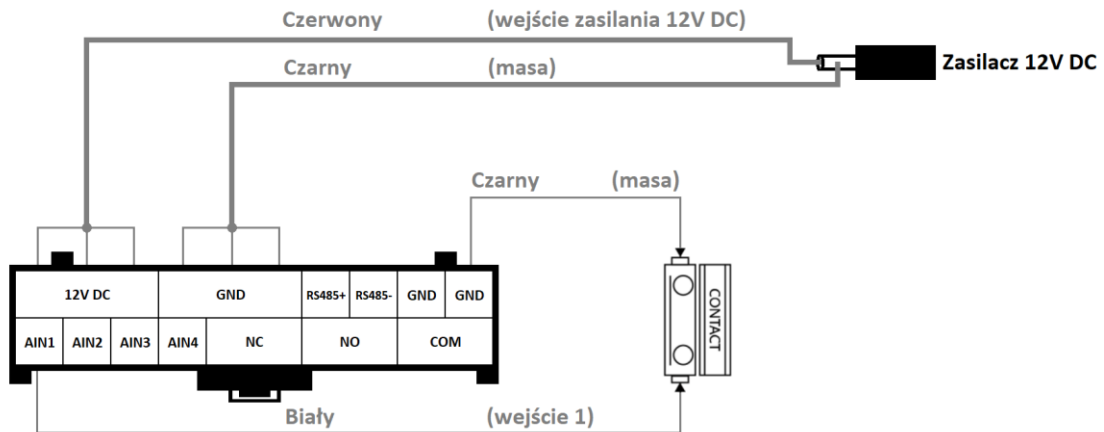 Czerwony (wejście zasilania 12V DC)
Czarny (masa)
Zasilacz 12V DC
Czarny (masa)
12V DC GND RS485+ RS485- GND GND
AIN1 AIN2 AIN3 AIN4 NC NO COM
CONTACT
Biały (wejście 1)